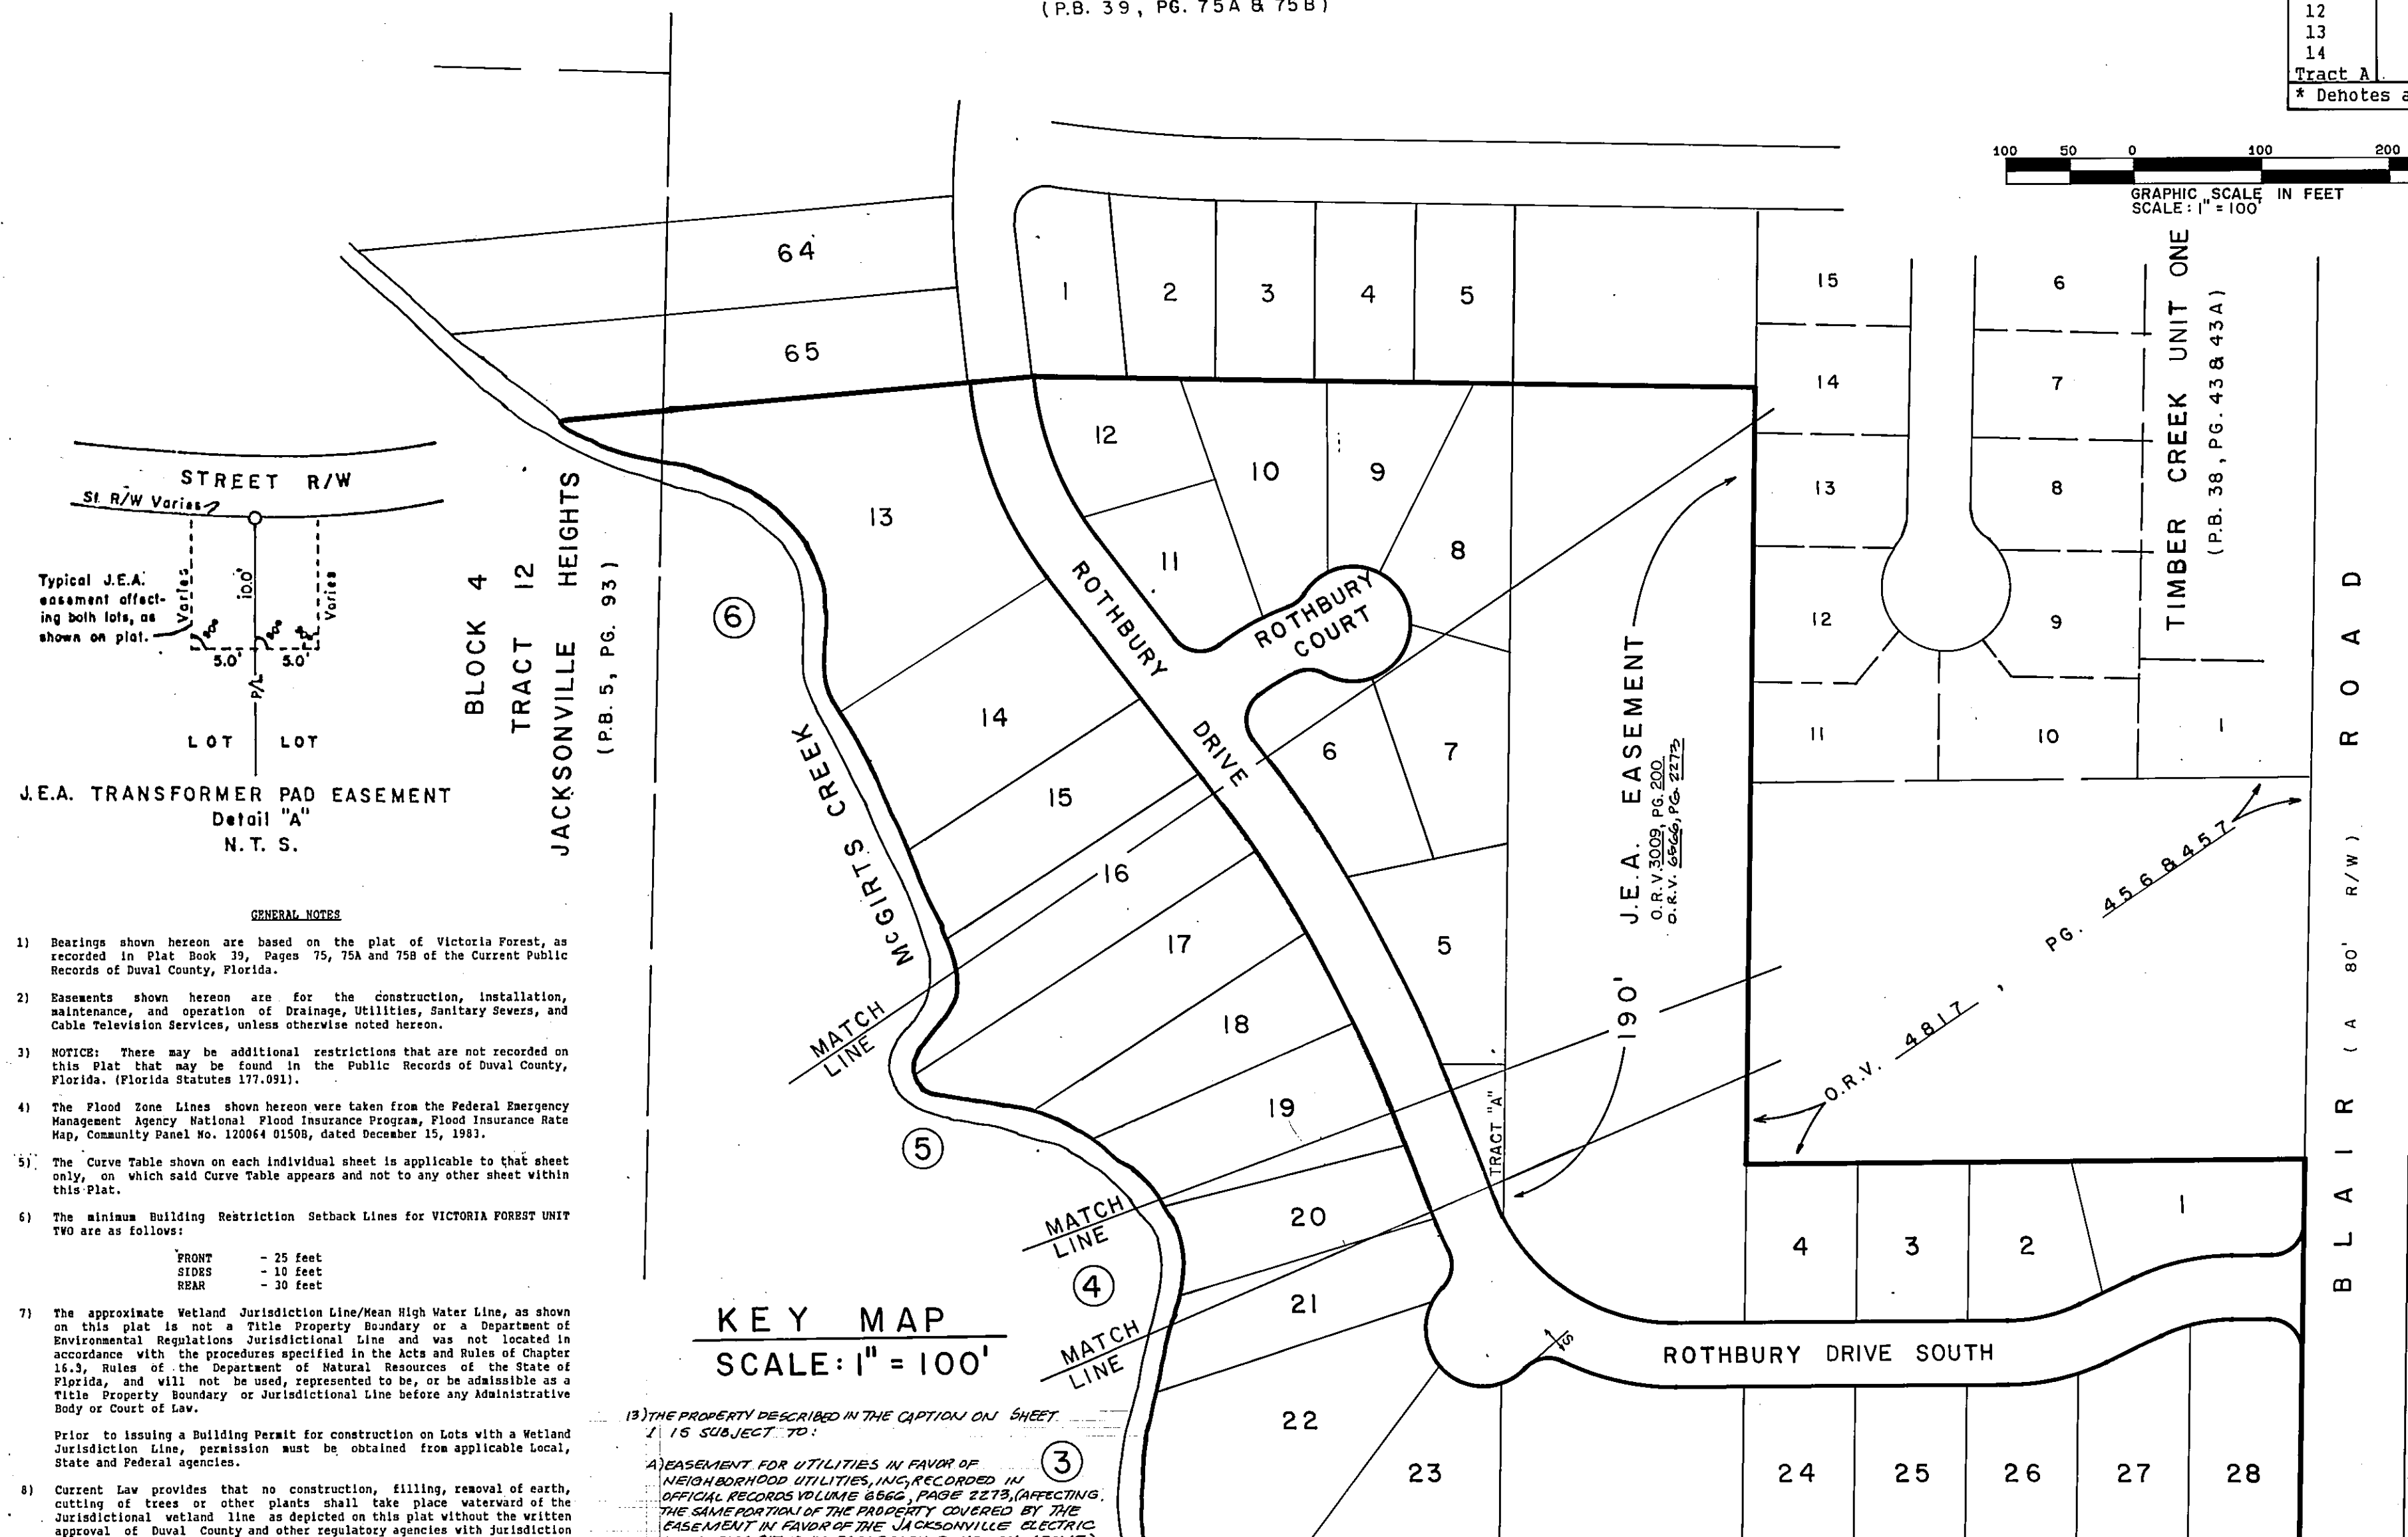 (P.B. 39, PG. 75A & 75B)
12
13
14
Tract A
* Denotes a
100 50 0 100 200
GRAPHIC SCALE IN FEET
SCALE: 1" = 100'
64
65
1
2
3
4
5
15
14
13
12
11
6
7
8
9
10
1
TIMBER CREEK UNIT ONE
(P.B. 38, PG. 43 & 43A)
BLAIR ROAD
( A 80' R/W )
STREET R/W
St. R/W Varies
Typical J.E.A.
easement affect-
ing both lots, as
shown on plat.
Varies
10.0'
Varies
90°
90°
90°
5.0' 5.0'
P/L
LOT LOT
J.E.A. TRANSFORMER PAD EASEMENT
Detail "A"
N.T.S.
BLOCK 4
TRACT 12
JACKSONVILLE HEIGHTS
(P.B. 5, PG. 93)
McGIRTS CREEK
13
12
11
10
9
8
7
6
5
14
15
16
17
18
19
20
21
22
23
24
25
26
27
28
4
3
2
1
ROTHBURY DRIVE
ROTHBURY
COURT
ROTHBURY DRIVE SOUTH
J.E.A. EASEMENT
O.R.V. 3009, PG. 200
O.R.V. 6566, PG. 2273
190'
TRACT "A"
O.R.V. 4817, PG. 456 & 457
S
6
5
4
3
MATCH
LINE
MATCH
LINE
MATCH
LINE
KEY MAP
SCALE: 1" = 100'
GENERAL NOTES
1) Bearings shown hereon are based on the plat of Victoria Forest, as
recorded in Plat Book 39, Pages 75, 75A and 75B of the Current Public
Records of Duval County, Florida.
2) Easements shown hereon are for the construction, installation,
maintenance, and operation of Drainage, Utilities, Sanitary Sewers, and
Cable Television Services, unless otherwise noted hereon.
3) NOTICE: There may be additional restrictions that are not recorded on
this Plat that may be found in the Public Records of Duval County,
Florida. (Florida Statutes 177.091).
4) The Flood Zone Lines shown hereon were taken from the Federal Emergency
Management Agency National Flood Insurance Program, Flood Insurance Rate
Map, Community Panel No. 120064 0150B, dated December 15, 1983.
5) The Curve Table shown on each individual sheet is applicable to that sheet
only, on which said Curve Table appears and not to any other sheet within
this Plat.
6) The minimum Building Restriction Setback Lines for VICTORIA FOREST UNIT
TWO are as follows:
FRONT - 25 feet
SIDES - 10 feet
REAR - 30 feet
7) The approximate Wetland Jurisdiction Line/Mean High Water Line, as shown
on this plat is not a Title Property Boundary or a Department of
Environmental Regulations Jurisdictional Line and was not located in
accordance with the procedures specified in the Acts and Rules of Chapter
16.3, Rules of the Department of Natural Resources of the State of
Florida, and will not be used, represented to be, or be admissible as a
Title Property Boundary or Jurisdictional Line before any Administrative
Body or Court of Law.
Prior to issuing a Building Permit for construction on Lots with a Wetland
Jurisdiction Line, permission must be obtained from applicable Local,
State and Federal agencies.
8) Current Law provides that no construction, filling, removal of earth,
cutting of trees or other plants shall take place waterward of the
Jurisdictional wetland line as depicted on this plat without the written
approval of Duval County and other regulatory agencies with jurisdiction
13) THE PROPERTY DESCRIBED IN THE CAPTION ON SHEET
1 IS SUBJECT TO:
A) EASEMENT FOR UTILITIES IN FAVOR OF
NEIGHBORHOOD UTILITIES, INC, RECORDED IN
OFFICIAL RECORDS VOLUME 6566, PAGE 2273, (AFFECTING
THE SAME PORTION OF THE PROPERTY COVERED BY THE
EASEMENT IN FAVOR OF THE JACKSONVILLE ELECTRIC